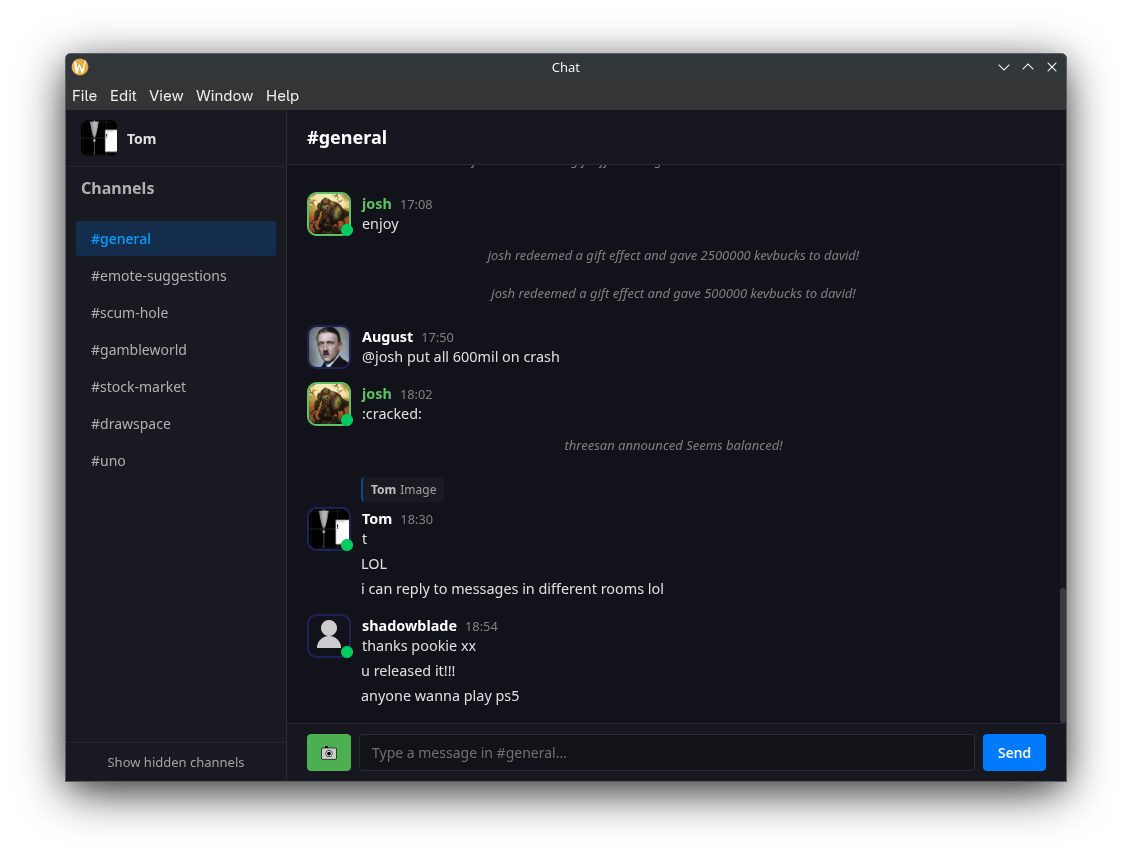 Chat
File Edit View Window Help
Tom
#general
Channels
#general
#emote-suggestions
#scum-hole
#gambleworld
#stock-market
#drawspace
#uno
Show hidden channels
josh 17:08
enjoy
josh redeemed a gift effect and gave 2500000 kevbucks to david!
josh redeemed a gift effect and gave 500000 kevbucks to david!
August 17:50
@josh put all 600mil on crash
josh 18:02
:cracked:
threesan announced Seems balanced!
Tom Image
Tom 18:30
t
LOL
i can reply to messages in different rooms lol
shadowblade 18:54
thanks pookie xx
u released it!!!
anyone wanna play ps5
Type a message in #general...
Send